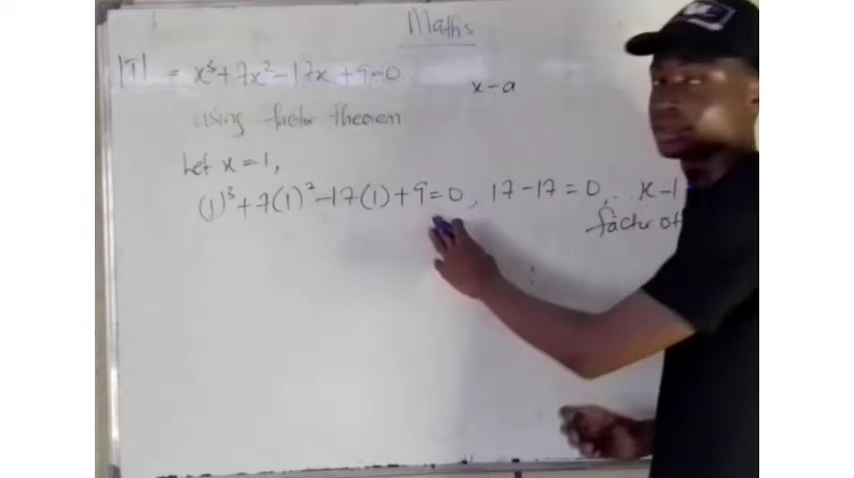 Maths
|T| = x³+7x²-17x+9=0
x-a
using factor theorem
Let x=1,
(1)³+7(1)²-17(1)+9=0, 17-17=0, ∴ x-1
factor of